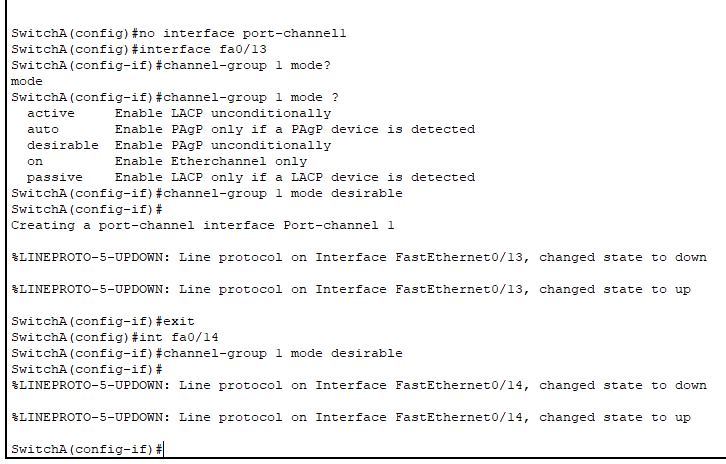 SwitchA(config)#no interface port-channel1
SwitchA(config)#interface fa0/13
SwitchA(config-if)#channel-group 1 mode?
mode
SwitchA(config-if)#channel-group 1 mode ?
  active     Enable LACP unconditionally
  auto       Enable PAgP only if a PAgP device is detected
  desirable  Enable PAgP unconditionally
  on         Enable Etherchannel only
  passive    Enable LACP only if a LACP device is detected
SwitchA(config-if)#channel-group 1 mode desirable
SwitchA(config-if)#
Creating a port-channel interface Port-channel 1
%LINEPROTO-5-UPDOWN: Line protocol on Interface FastEthernet0/13, changed state to down
%LINEPROTO-5-UPDOWN: Line protocol on Interface FastEthernet0/13, changed state to up
SwitchA(config-if)#exit
SwitchA(config)#int fa0/14
SwitchA(config-if)#channel-group 1 mode desirable
SwitchA(config-if)#
%LINEPROTO-5-UPDOWN: Line protocol on Interface FastEthernet0/14, changed state to down
%LINEPROTO-5-UPDOWN: Line protocol on Interface FastEthernet0/14, changed state to up
SwitchA(config-if)#